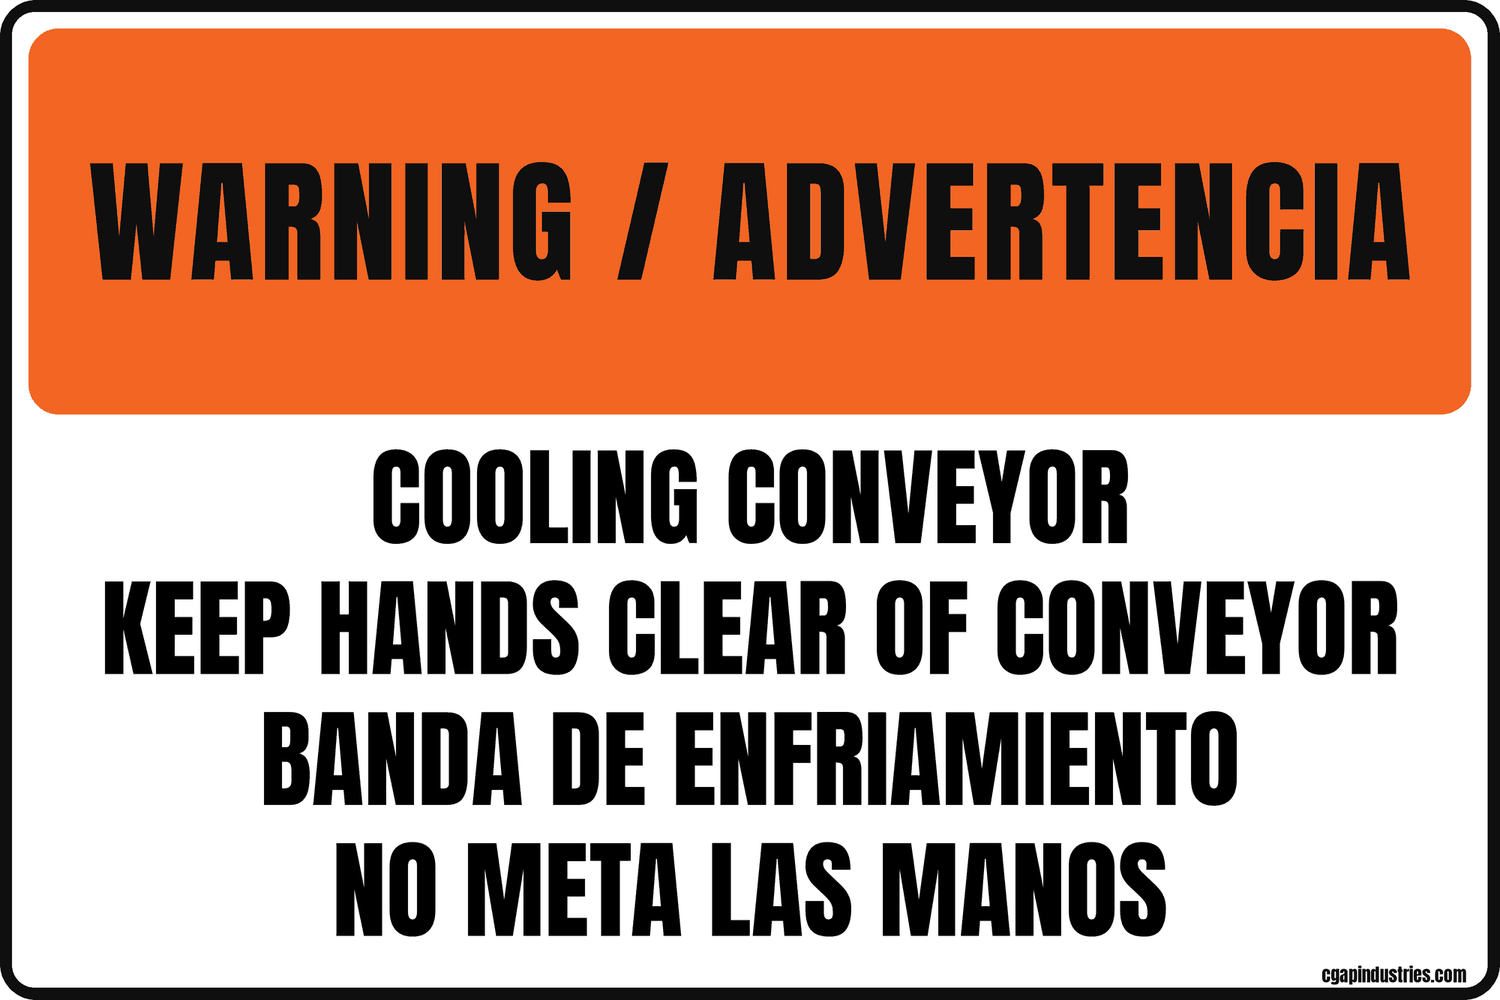 WARNING / ADVERTENCIA
COOLING CONVEYOR
KEEP HANDS CLEAR OF CONVEYOR
BANDA DE ENFRIAMIENTO
NO META LAS MANOS
cgapindustries.com